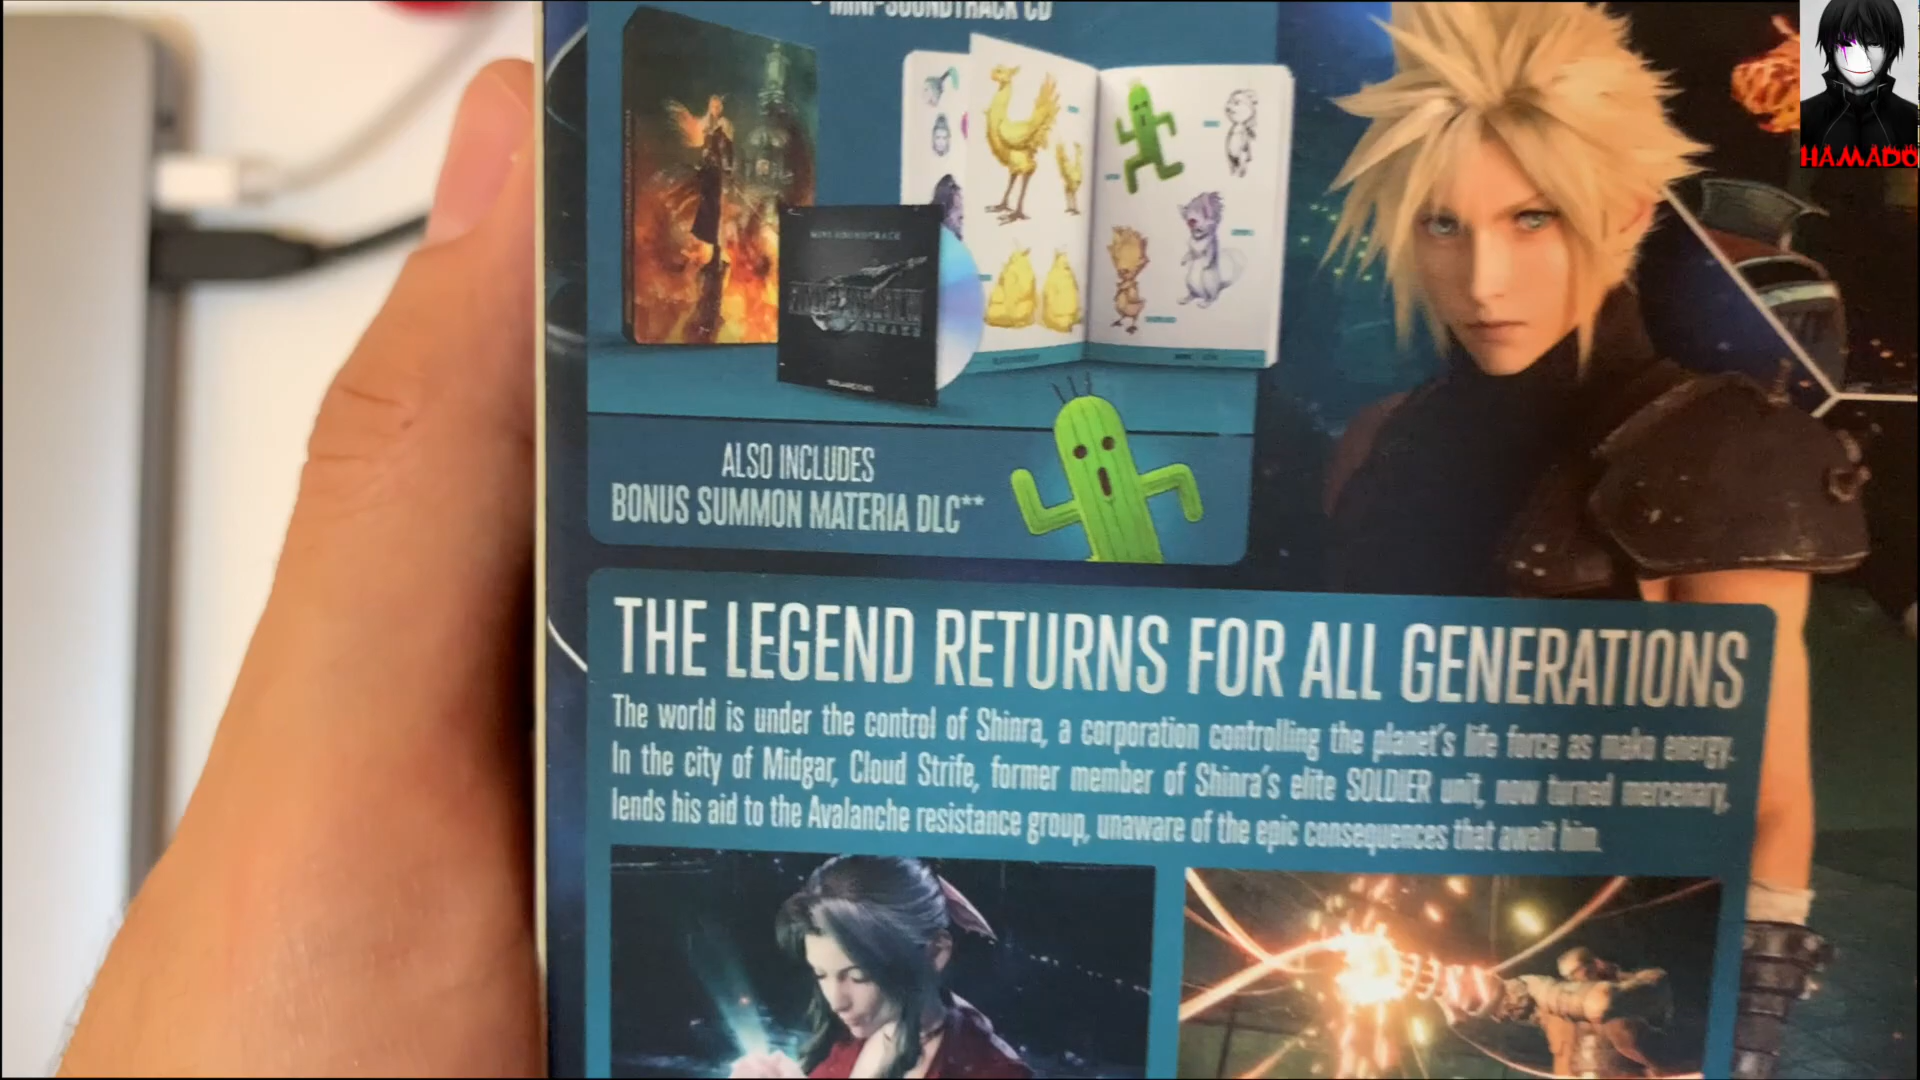 MINI-SOUNDTRACK CD
HAMADO
MINI SOUNDTRACK
ALSO INCLUDES
BONUS SUMMON MATERIA DLC**
THE LEGEND RETURNS FOR ALL GENERATIONS
The world is under the control of Shinra, a corporation controlling the planet's life force as mako energy.
In the city of Midgar, Cloud Strife, former member of Shinra's elite SOLDIER unit, now turned mercenary,
lends his aid to the Avalanche resistance group, unaware of the epic consequences that await him.